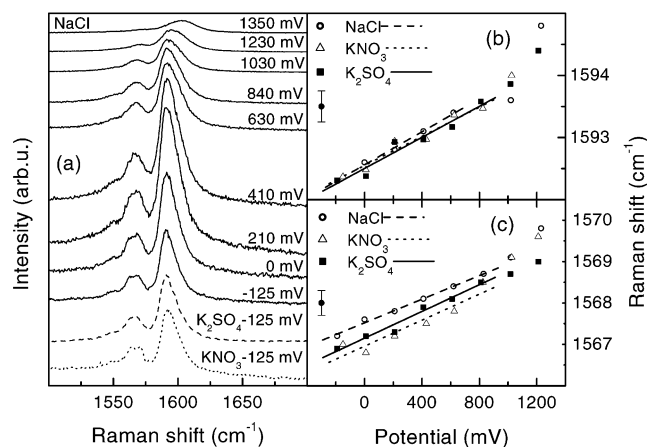 NaCl
1350 mV
1230 mV
1030 mV
840 mV
630 mV
(a)
410 mV
210 mV
0 mV
-125 mV
K₂SO₄-125 mV
KNO₃-125 mV
Intensity (arb.u.)
1550 1600 1650
Raman shift (cm⁻¹)
NaCl
KNO₃
K₂SO₄
(b)
1594
1593
NaCl
KNO₃
K₂SO₄
(c)
1570
1569
1568
1567
Raman shift (cm⁻¹)
0 400 800 1200
Potential (mV)